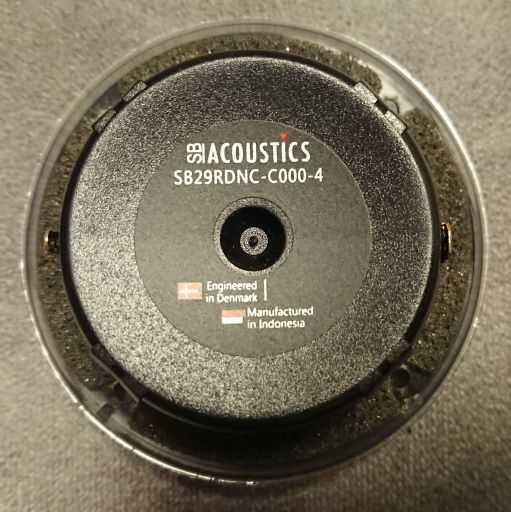 SB ACOUSTICS
SB29RDNC-C000-4
Engineered
in Denmark
Manufactured
in Indonesia